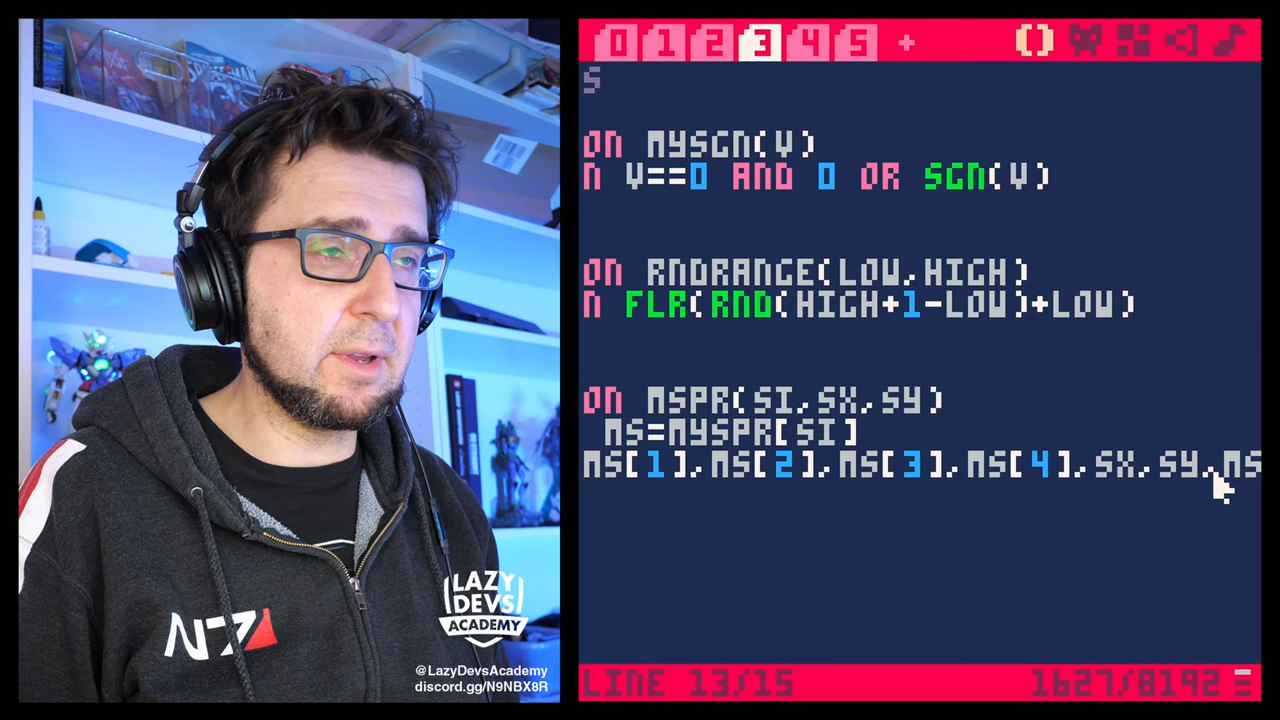 0 1 2 3 4 5 +
S
ON MYSGN(V)
N V==0 AND 0 OR SGN(V)
ON RNDRANGE(LOW,HIGH)
N FLR(RND(HIGH+1-LOW)+LOW)
ON MSPR(SI,SX,SY)
MS=MYSPR[SI]
MS[1],MS[2],MS[3],MS[4],SX,SY,MS
LINE 13/15
1627/8192
N7
LAZY
DEVS
ACADEMY
@LazyDevsAcademy
discord.gg/N9NBX8R